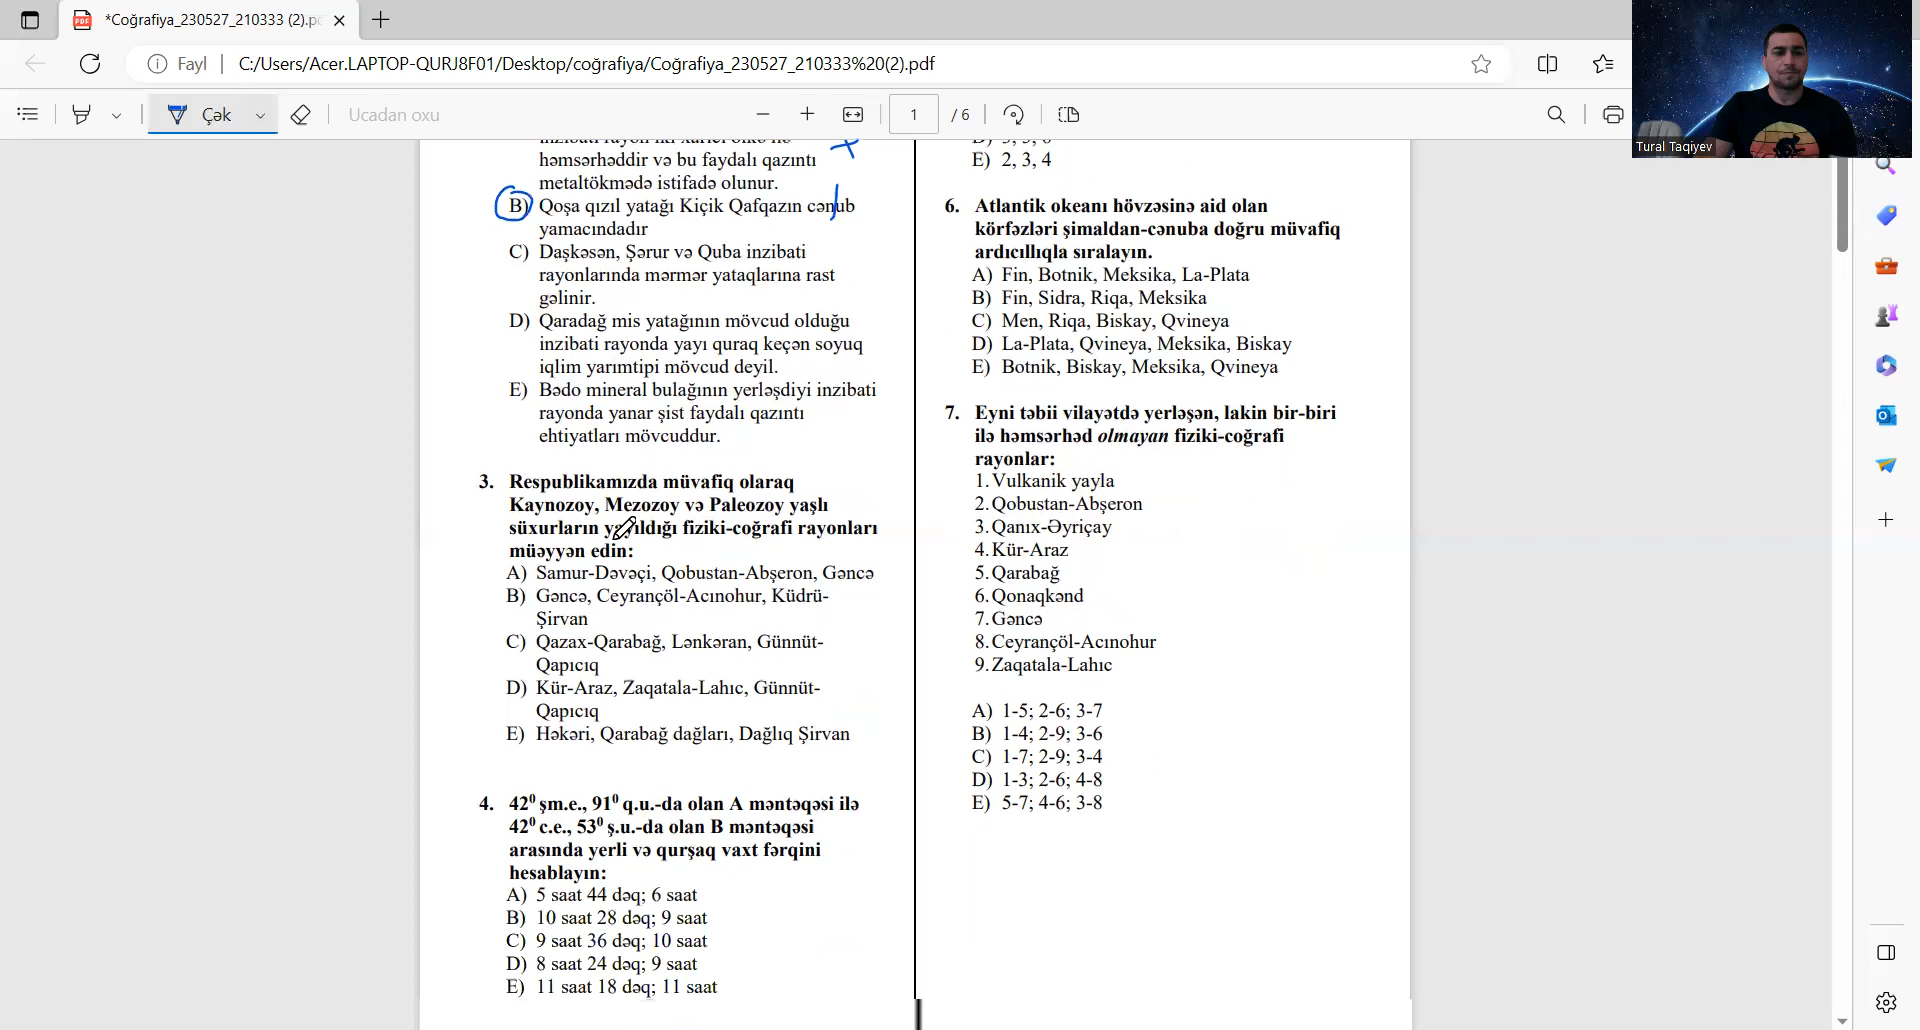 *Coğrafiya_230527_210333 (2).pd
Fayl
C:/Users/Acer.LAPTOP-QURJ8F01/Desktop/coğrafiya/Coğrafiya_230527_210333%20(2).pdf
Çək
Ucadan oxu
1
/ 6
Tural Taqiyev
həmsərhəddir və bu faydalı qazıntı
metaltökmədə istifadə olunur.
B) Qoşa qızıl yatağı Kiçik Qafqazın cənub
yamacındadır
C) Daşkəsən, Şərur və Quba inzibati
rayonlarında mərmər yataqlarına rast
gəlinir.
D) Qaradağ mis yatağının mövcud olduğu
inzibati rayonda yayı quraq keçən soyuq
iqlim yarımtipi mövcud deyil.
E) Bədo mineral bulağının yerləşdiyi inzibati
rayonda yanar şist faydalı qazıntı
ehtiyatları mövcuddur.
3. Respublikamızda müvafiq olaraq
Kaynozoy, Mezozoy və Paleozoy yaşlı
süxurların yayıldığı fiziki-coğrafi rayonları
müəyyən edin:
A) Samur-Dəvəçi, Qobustan-Abşeron, Gəncə
B) Gəncə, Ceyrançöl-Acınohur, Küdrü-
Şirvan
C) Qazax-Qarabağ, Lənkəran, Günnüt-
Qapıcıq
D) Kür-Araz, Zaqatala-Lahıc, Günnüt-
Qapıcıq
E) Həkəri, Qarabağ dağları, Dağlıq Şirvan
4. 42⁰ şm.e., 91⁰ q.u.-da olan A məntəqəsi ilə
42⁰ c.e., 53⁰ ş.u.-da olan B məntəqəsi
arasında yerli və qurşaq vaxt fərqini
hesablayın:
A) 5 saat 44 dəq; 6 saat
B) 10 saat 28 dəq; 9 saat
C) 9 saat 36 dəq; 10 saat
D) 8 saat 24 dəq; 9 saat
E) 11 saat 18 dəq; 11 saat
E) 2, 3, 4
6. Atlantik okeanı hövzəsinə aid olan
körfəzləri şimaldan-cənuba doğru müvafiq
ardıcıllıqla sıralayın.
A) Fin, Botnik, Meksika, La-Plata
B) Fin, Sidra, Riqa, Meksika
C) Men, Riqa, Biskay, Qvineya
D) La-Plata, Qvineya, Meksika, Biskay
E) Botnik, Biskay, Meksika, Qvineya
7. Eyni təbii vilayətdə yerləşən, lakin bir-biri
ilə həmsərhəd olmayan fiziki-coğrafi
rayonlar:
1. Vulkanik yayla
2. Qobustan-Abşeron
3. Qanıx-Əyriçay
4. Kür-Araz
5. Qarabağ
6. Qonaqkənd
7. Gəncə
8. Ceyrançöl-Acınohur
9. Zaqatala-Lahıc
A) 1-5; 2-6; 3-7
B) 1-4; 2-9; 3-6
C) 1-7; 2-9; 3-4
D) 1-3; 2-6; 4-8
E) 5-7; 4-6; 3-8